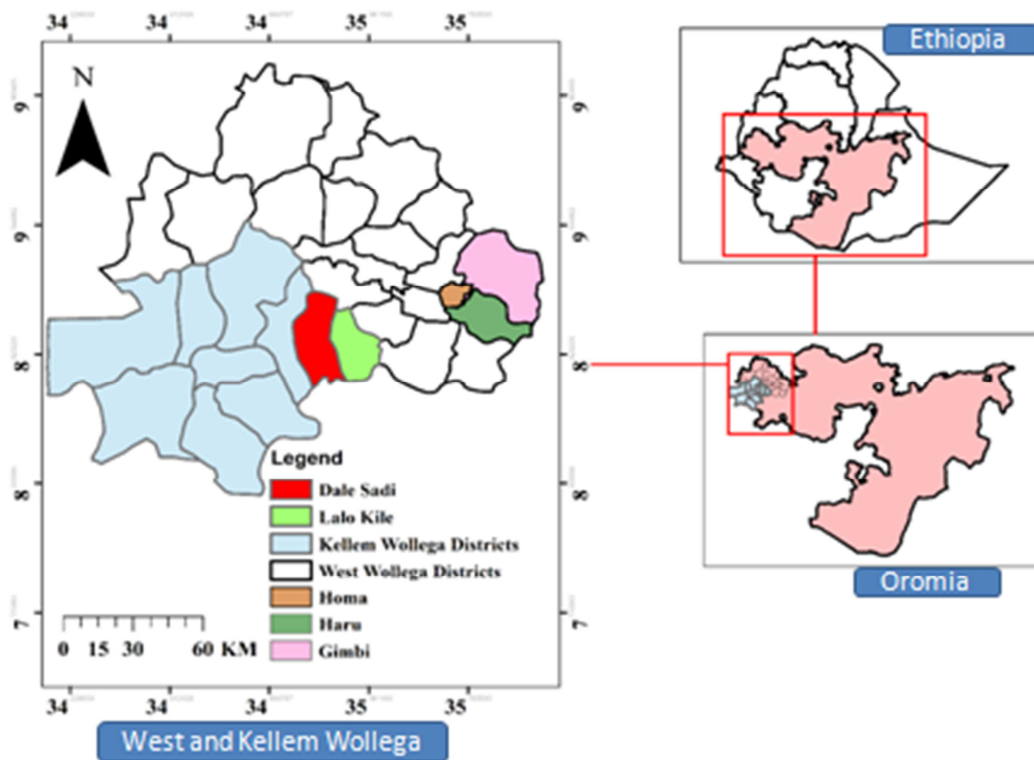 34 34 34 35 35
Ethiopia
N
9 9
9 9
8 8
8 8
7 7
Legend
Dale Sadi
Lalo Kile
Kellem Wollega Districts
West Wollega Districts
Homa
Haru
Gimbi
0 15 30 60 KM
34 34 34 35 35
West and Kellem Wollega
Oromia